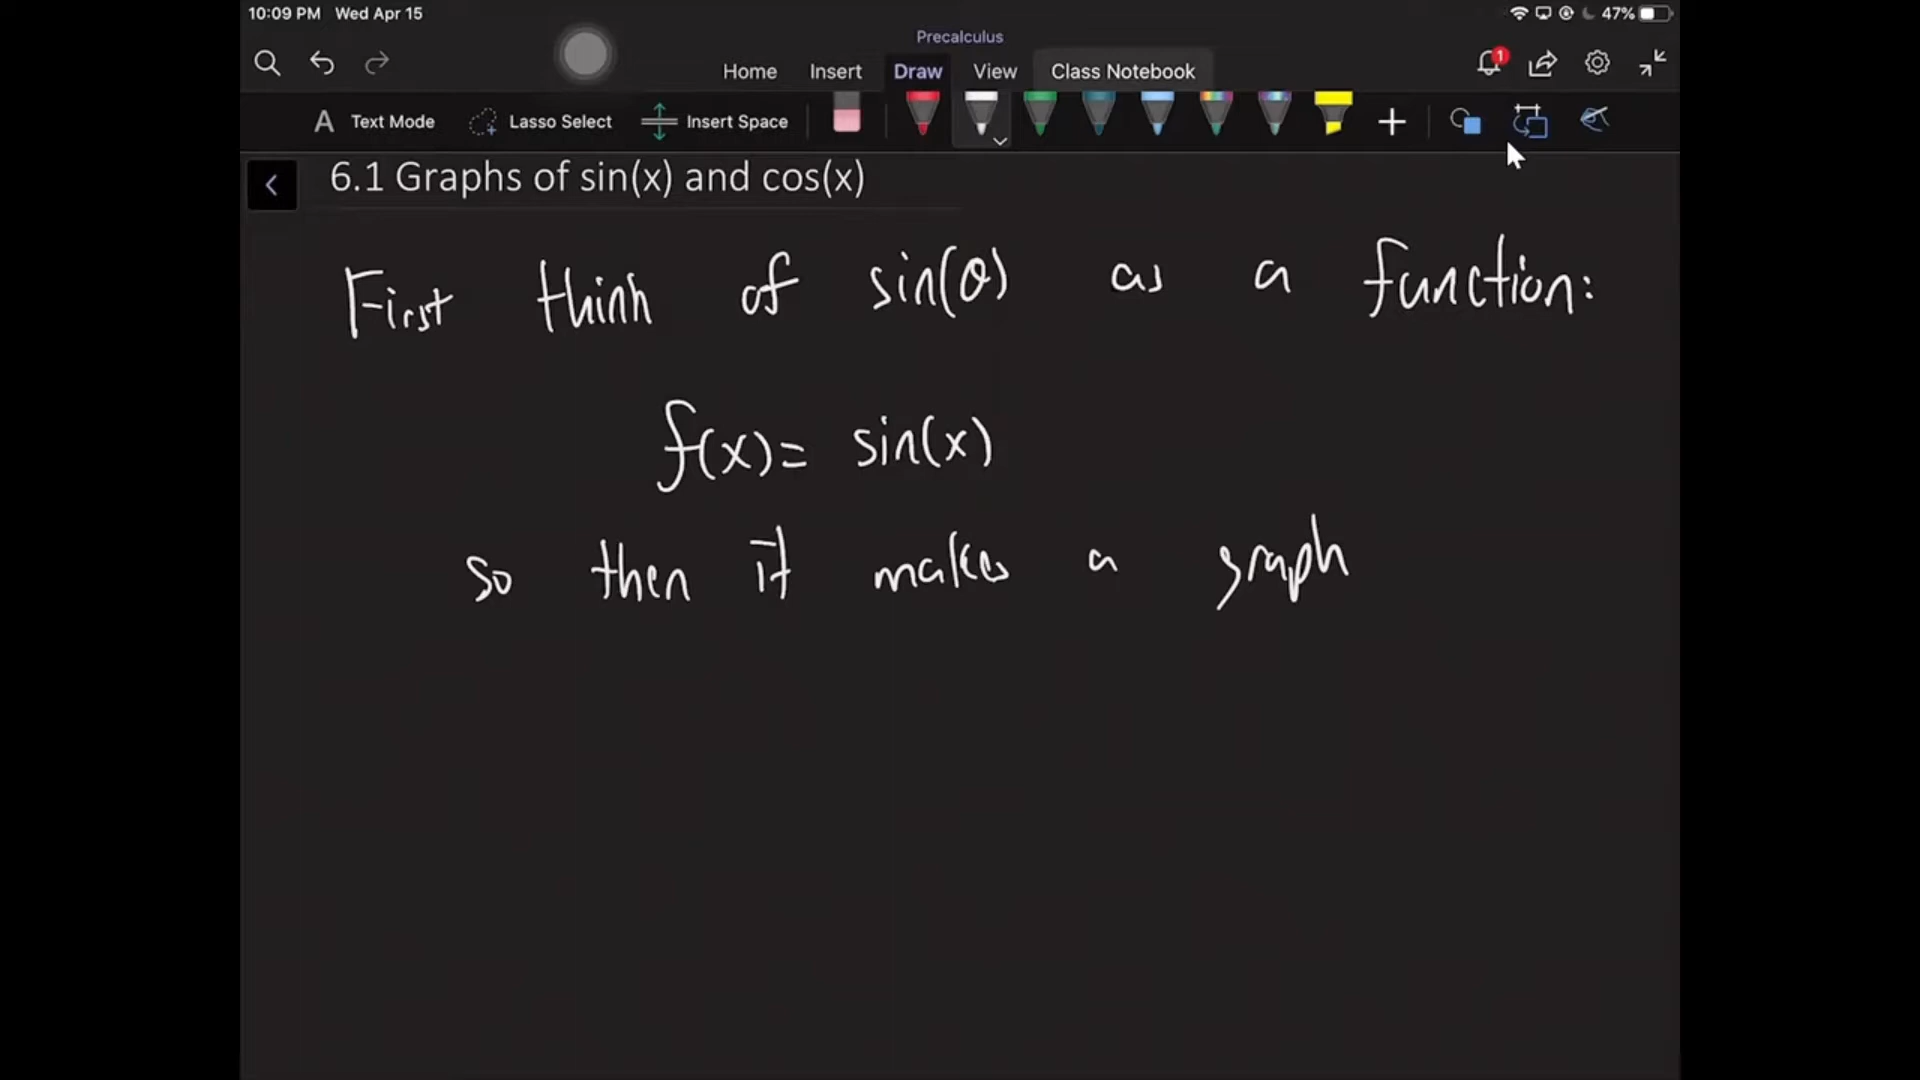 10:09 PM Wed Apr 15
47%
Precalculus
1
Home Insert Draw View Class Notebook
A Text Mode Lasso Select Insert Space
6.1 Graphs of sin(x) and cos(x)
First think of sin(θ) as a function:
f(x)= sin(x)
so then it makes a graph